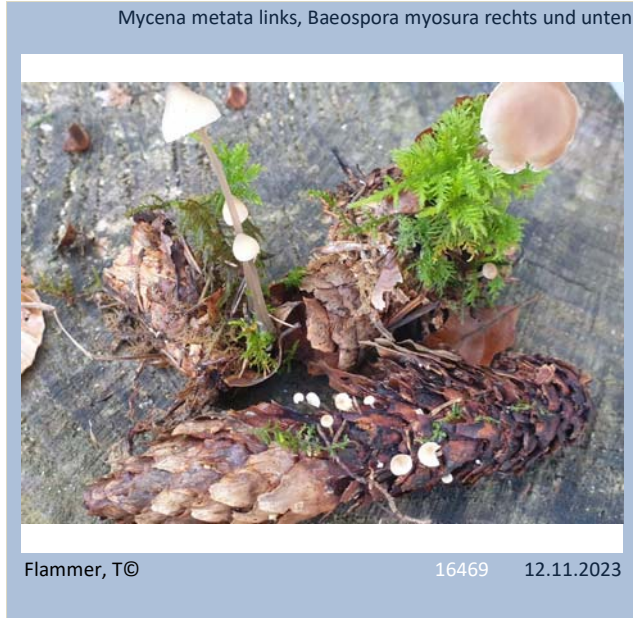 Mycena metata links, Baeospora myosura rechts und unten
Flammer, T© 16469 12.11.2023